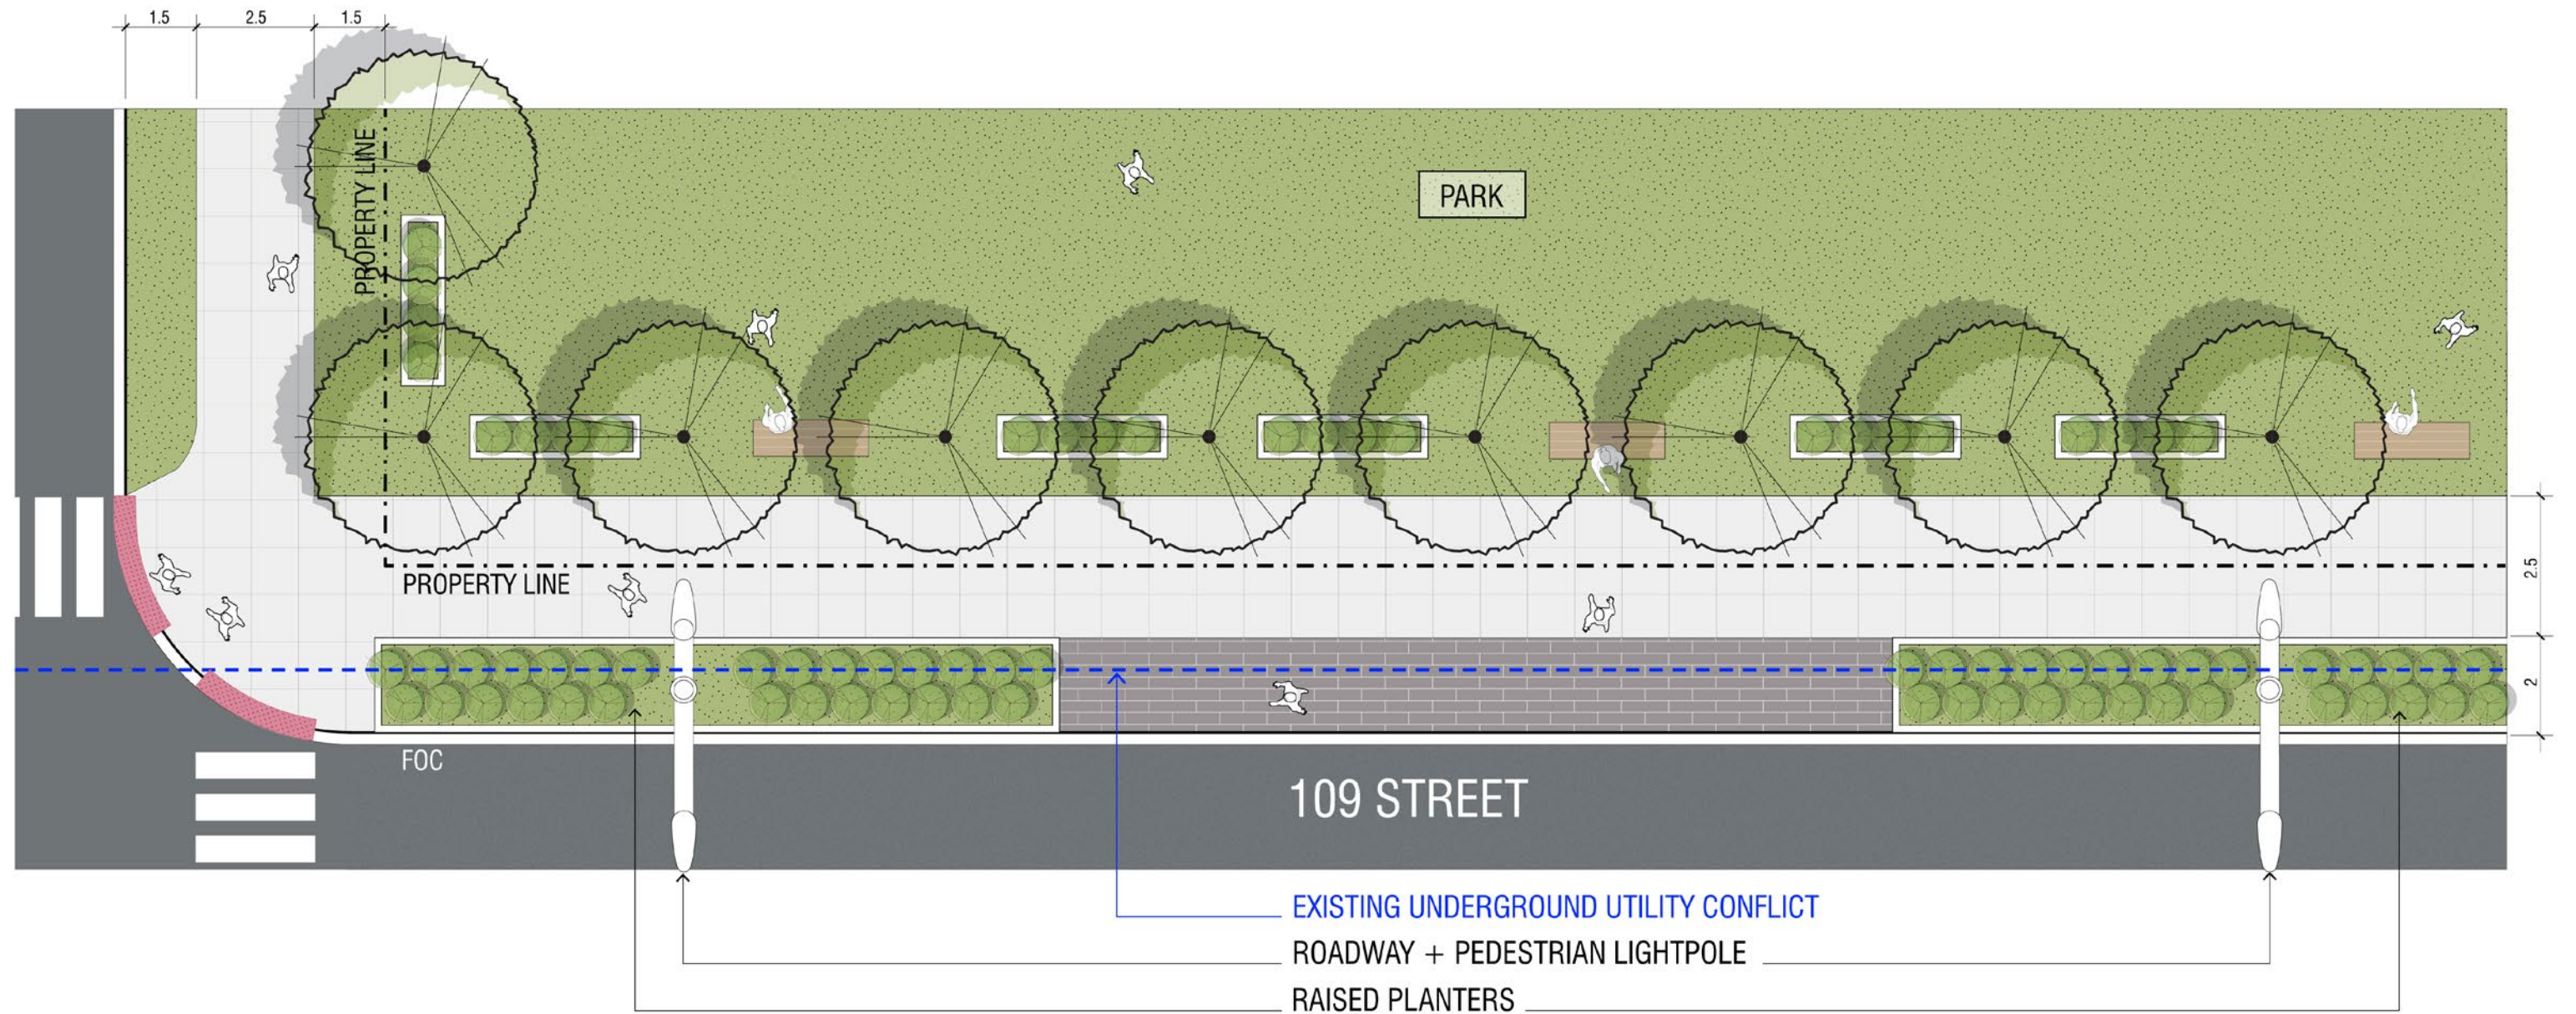 1.5 2.5 1.5
PROPERTY LINE
PARK
PROPERTY LINE
2.5
2
FOC
109 STREET
EXISTING UNDERGROUND UTILITY CONFLICT
ROADWAY + PEDESTRIAN LIGHTPOLE
RAISED PLANTERS